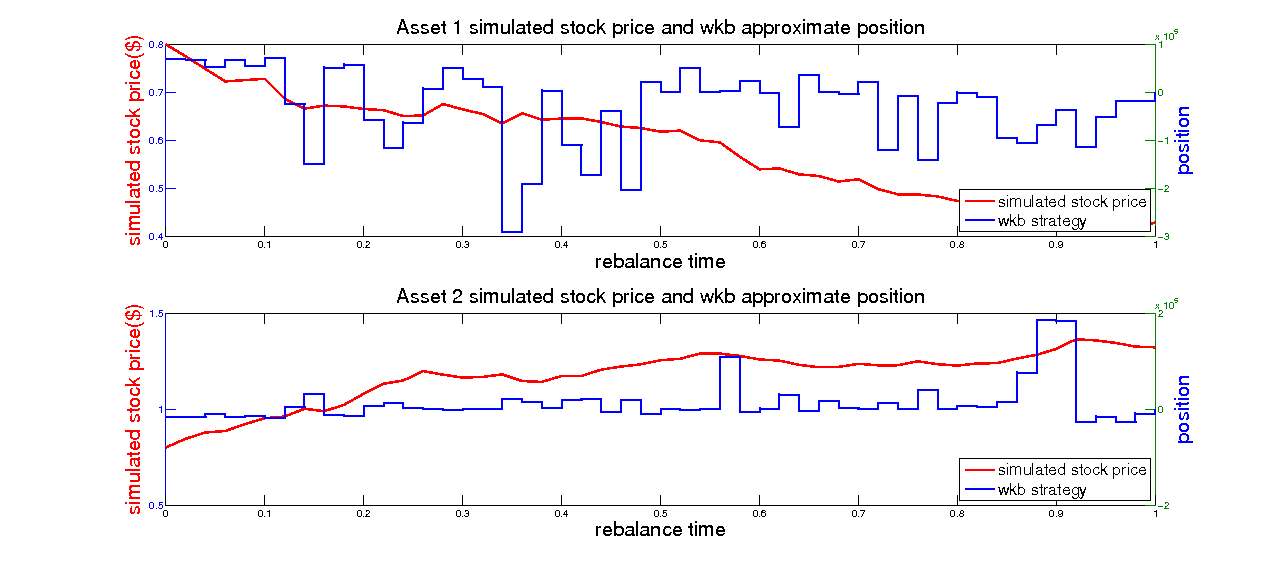 Asset 1 simulated stock price and wkb approximate position
x 10^5
simulated stock price($)
0.8
0.7
0.6
0.5
0.4
1
0
-1
-2
-3
position
simulated stock price
wkb strategy
0 0.1 0.2 0.3 0.4 0.5 0.6 0.7 0.8 0.9 1
rebalance time
Asset 2 simulated stock price and wkb approximate position
simulated stock price($)
1.5
1
0.5
2
0
-2
position
simulated stock price
wkb strategy
0 0.1 0.2 0.3 0.4 0.5 0.6 0.7 0.8 0.9 1
rebalance time